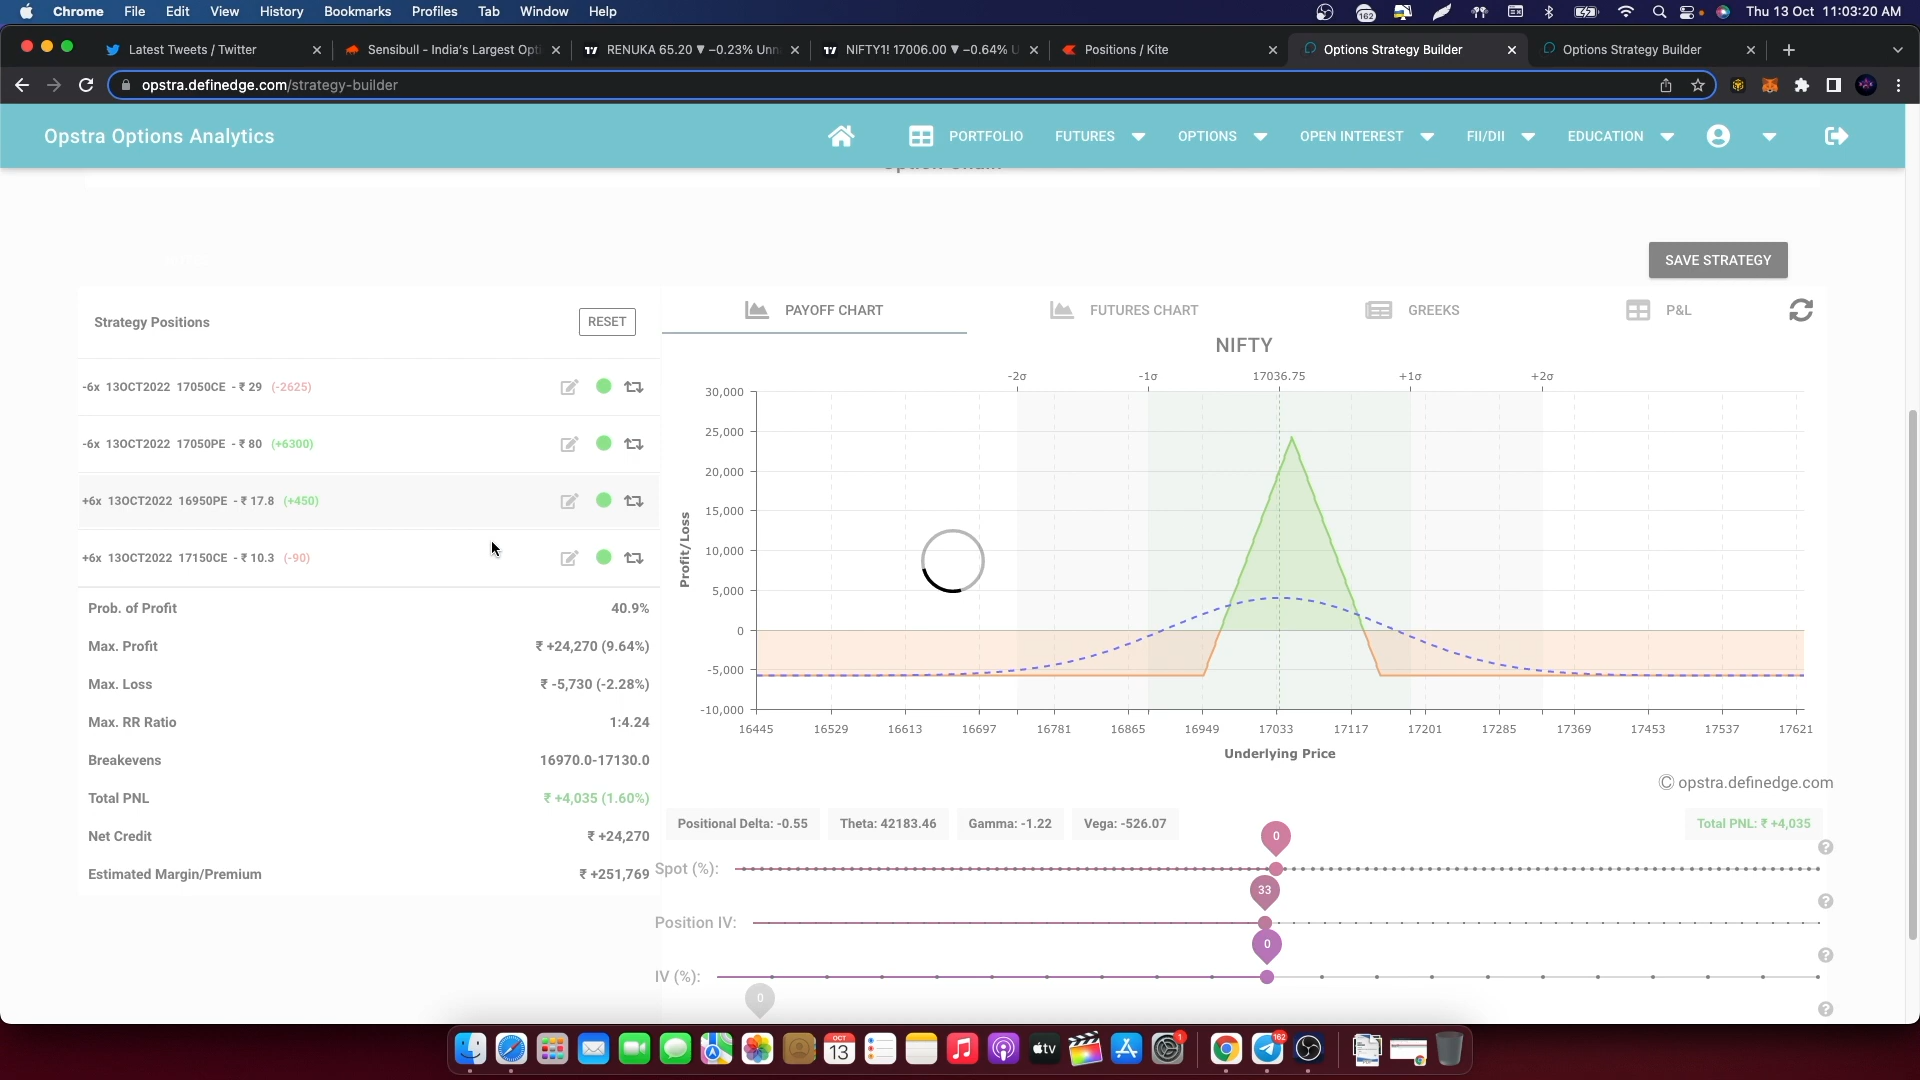 Chrome File Edit View History Bookmarks Profiles Tab Window Help 162 Thu 13 Oct 11:03:20 AM
Latest Tweets / Twitter Sensibull - India's Largest Opti RENUKA 65.20 ▼ −0.23% Unn NIFTY1! 17006.00 ▼ −0.64% U Positions / Kite Options Strategy Builder Options Strategy Builder
opstra.definedge.com/strategy-builder
Opstra Options Analytics PORTFOLIO FUTURES OPTIONS OPEN INTEREST FII/DII EDUCATION
SAVE STRATEGY
Strategy Positions RESET
PAYOFF CHART FUTURES CHART GREEKS P&L
NIFTY
-2σ -1σ 17036.75 +1σ +2σ
-6x 13OCT2022 17050CE - ₹ 29 (-2625)
-6x 13OCT2022 17050PE - ₹ 80 (+6300)
+6x 13OCT2022 16950PE - ₹ 17.8 (+450)
+6x 13OCT2022 17150CE - ₹ 10.3 (-90)
Prob. of Profit 40.9%
Max. Profit ₹ +24,270 (9.64%)
Max. Loss ₹ -5,730 (-2.28%)
Max. RR Ratio 1:4.24
Breakevens 16970.0-17130.0
Total PNL ₹ +4,035 (1.60%)
Net Credit ₹ +24,270
Estimated Margin/Premium ₹ +251,769
Profit/Loss
30,000
25,000
20,000
15,000
10,000
5,000
0
-5,000
-10,000
16445 16529 16613 16697 16781 16865 16949 17033 17117 17201 17285 17369 17453 17537 17621
Underlying Price
© opstra.definedge.com
Positional Delta: -0.55 Theta: 42183.46 Gamma: -1.22 Vega: -526.07 Total PNL: ₹ +4,035
0
Spot (%):
33
Position IV:
0
IV (%):
0
OCT 13 tv 1 162